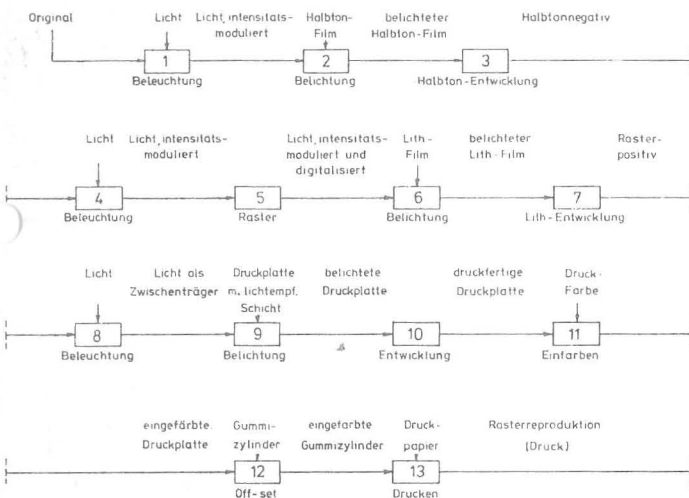 Original
Licht
Licht, intensitäts-
moduliert
Halbton-
Film
belichteter
Halbton-Film
Halbtonnegativ
1
2
3
Beleuchtung
Belichtung
Halbton-Entwicklung
Licht
Licht, intensitäts-
moduliert
Licht, intensitäts-
moduliert und
digitalisiert
Lith-
Film
belichteter
Lith-Film
Raster-
positiv
4
5
6
7
Beleuchtung
Raster
Belichtung
Lith-Entwicklung
Licht
Licht als
Zwischenträger
Druckplatte
m. lichtempf.
Schicht
belichtete
Druckplatte
druckfertige
Druckplatte
Druck-
Farbe
8
9
10
11
Beleuchtung
Belichtung
Entwicklung
Einfarben
eingefärbte
Druckplatte
Gummi-
zylinder
eingefarbte
Gummizylinder
Druck-
papier
Rasterreproduktion
(Druck)
12
13
Off-set
Drucken